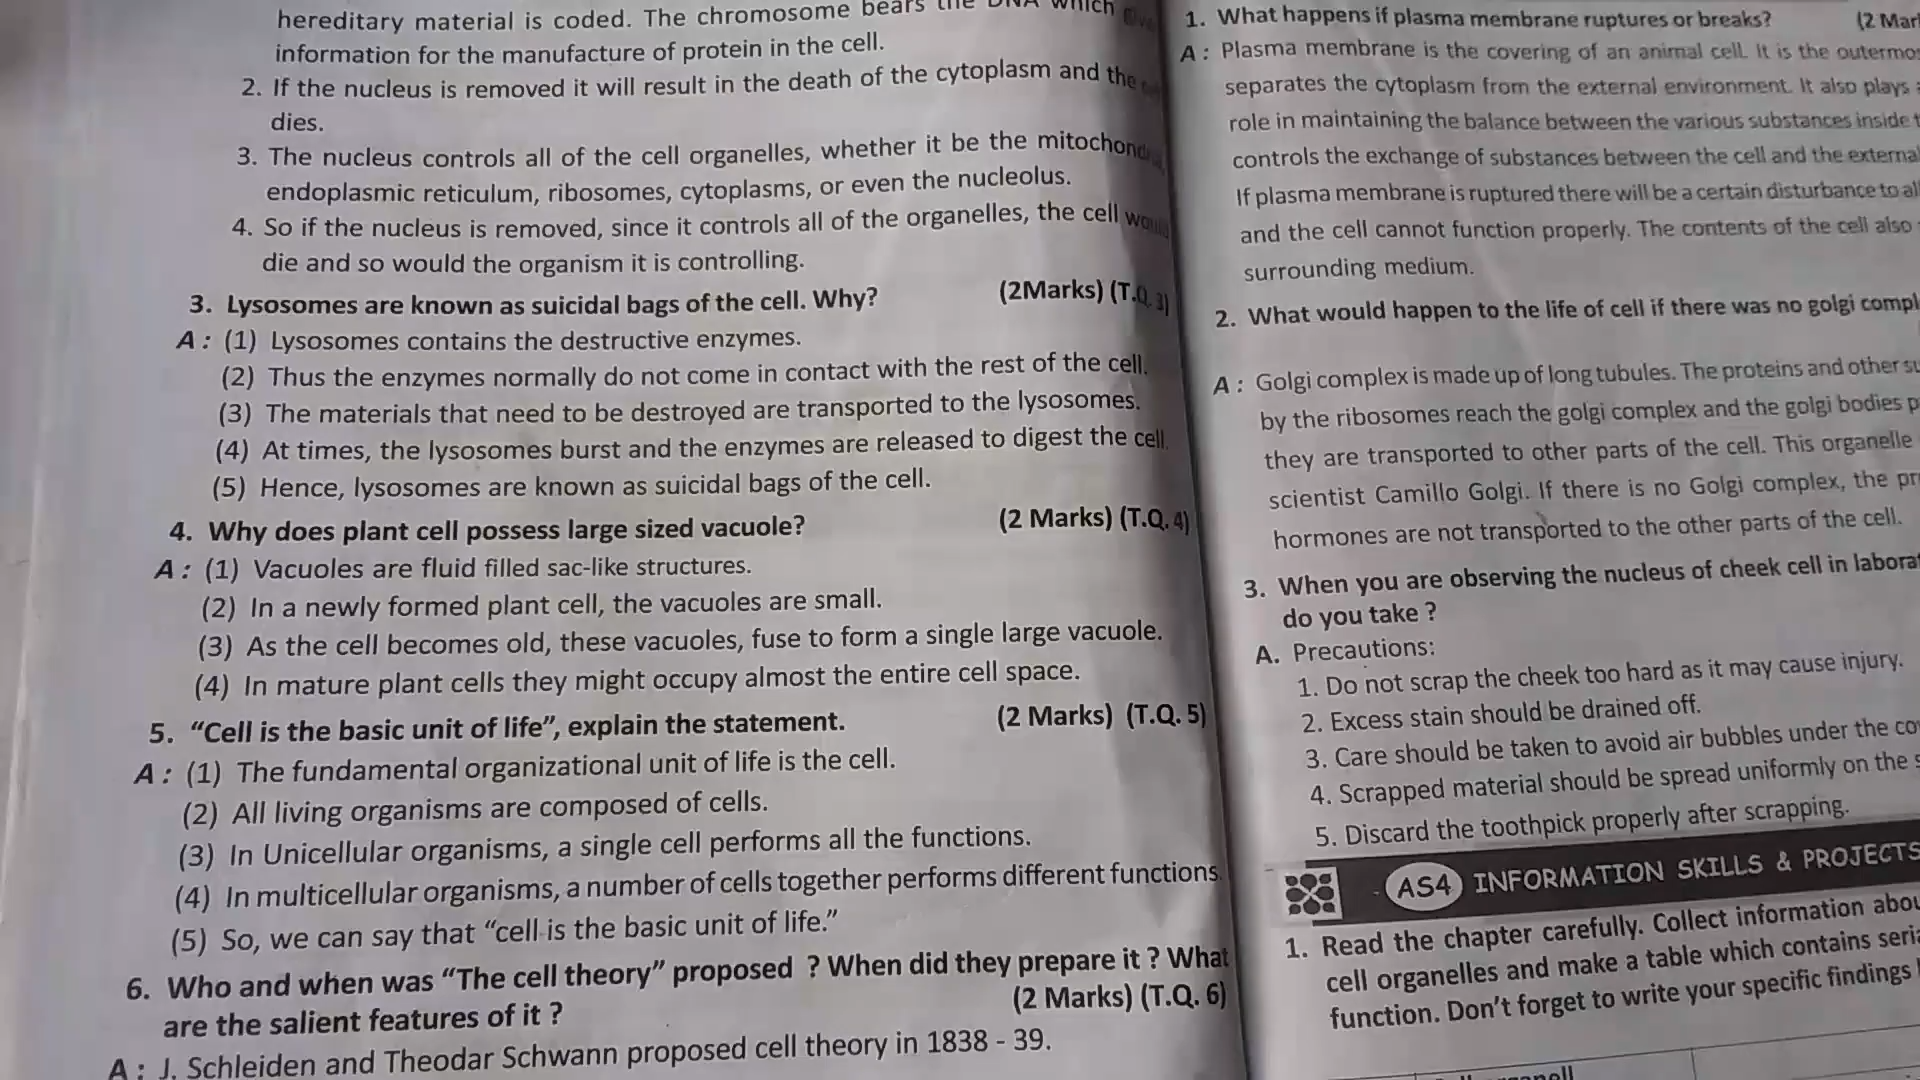 hereditary material is coded. The chromosome bears the DNA which
information for the manufacture of protein in the cell.
2. If the nucleus is removed it will result in the death of the cytoplasm and the
dies.
3. The nucleus controls all of the cell organelles, whether it be the mitochondria,
endoplasmic reticulum, ribosomes, cytoplasms, or even the nucleolus.
4. So if the nucleus is removed, since it controls all of the organelles, the cell would
die and so would the organism it is controlling.
3. Lysosomes are known as suicidal bags of the cell. Why? (2Marks) (T.Q. 3)
A : (1) Lysosomes contains the destructive enzymes.
(2) Thus the enzymes normally do not come in contact with the rest of the cell.
(3) The materials that need to be destroyed are transported to the lysosomes.
(4) At times, the lysosomes burst and the enzymes are released to digest the cell.
(5) Hence, lysosomes are known as suicidal bags of the cell.
4. Why does plant cell possess large sized vacuole? (2 Marks) (T.Q. 4)
A : (1) Vacuoles are fluid filled sac-like structures.
(2) In a newly formed plant cell, the vacuoles are small.
(3) As the cell becomes old, these vacuoles, fuse to form a single large vacuole.
(4) In mature plant cells they might occupy almost the entire cell space.
5. “Cell is the basic unit of life”, explain the statement. (2 Marks) (T.Q. 5)
A : (1) The fundamental organizational unit of life is the cell.
(2) All living organisms are composed of cells.
(3) In Unicellular organisms, a single cell performs all the functions.
(4) In multicellular organisms, a number of cells together performs different functions.
(5) So, we can say that “cell is the basic unit of life.”
6. Who and when was “The cell theory” proposed ? When did they prepare it ? What
are the salient features of it ? (2 Marks) (T.Q. 6)
A : J. Schleiden and Theodar Schwann proposed cell theory in 1838 - 39.
1. What happens if plasma membrane ruptures or breaks? (2 Mar
A : Plasma membrane is the covering of an animal cell. It is the outermos
separates the cytoplasm from the external environment. It also plays
role in maintaining the balance between the various substances inside t
controls the exchange of substances between the cell and the external
If plasma membrane is ruptured there will be a certain disturbance to all
and the cell cannot function properly. The contents of the cell also
surrounding medium.
2. What would happen to the life of cell if there was no golgi compl
A : Golgi complex is made up of long tubules. The proteins and other su
by the ribosomes reach the golgi complex and the golgi bodies p
they are transported to other parts of the cell. This organelle
scientist Camillo Golgi. If there is no Golgi complex, the pr
hormones are not transported to the other parts of the cell.
3. When you are observing the nucleus of cheek cell in laborat
do you take ?
A. Precautions:
1. Do not scrap the cheek too hard as it may cause injury.
2. Excess stain should be drained off.
3. Care should be taken to avoid air bubbles under the co
4. Scrapped material should be spread uniformly on the s
5. Discard the toothpick properly after scrapping.
AS4 INFORMATION SKILLS & PROJECTS
1. Read the chapter carefully. Collect information abou
cell organelles and make a table which contains seria
function. Don’t forget to write your specific findings